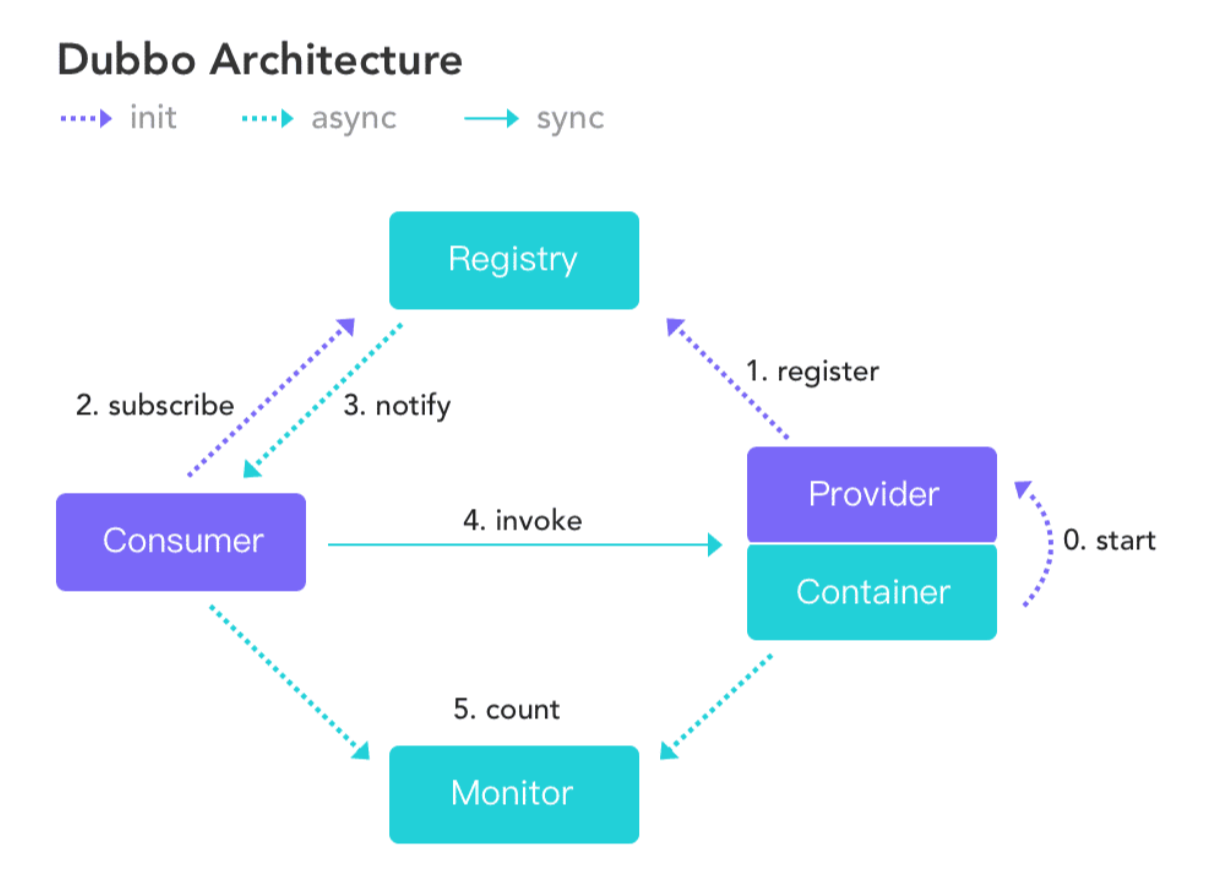 Dubbo Architecture
init async sync
Registry
1. register
2. subscribe 3. notify
Provider
4. invoke
Consumer
0. start
Container
5. count
Monitor